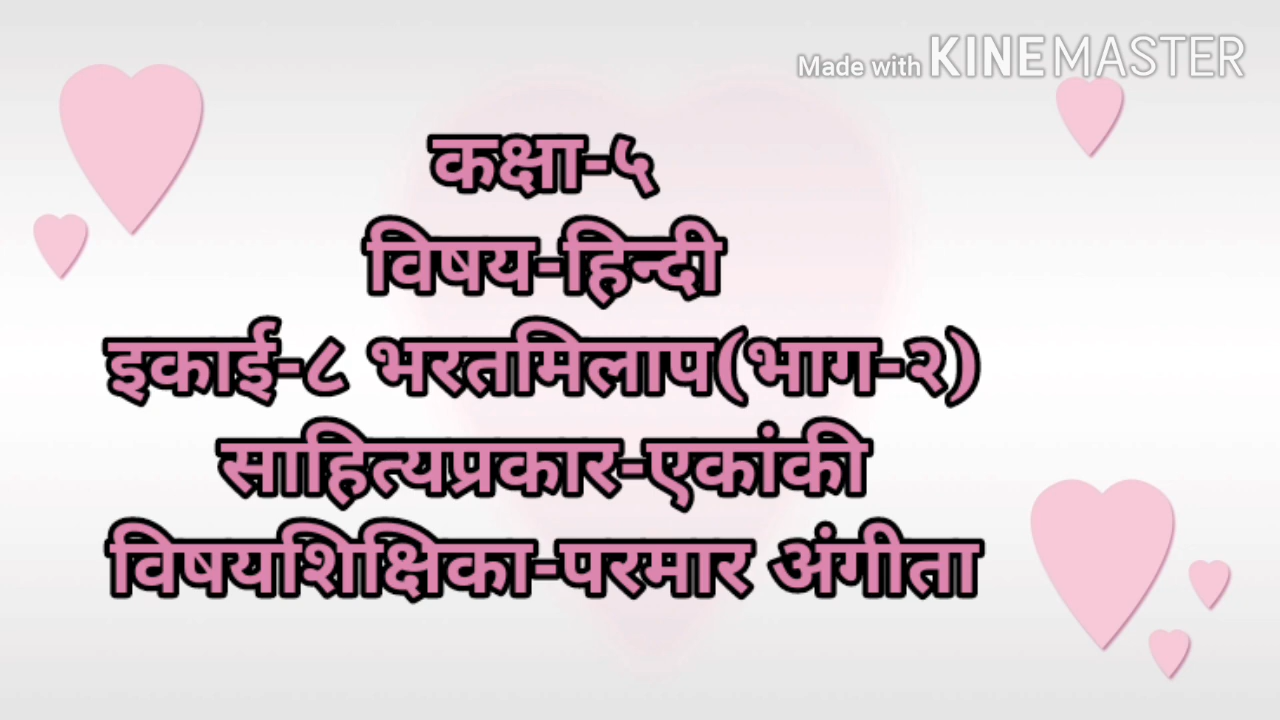 Made with KINEMASTER
कक्षा-५
विषय-हिन्दी
इकाई-८ भरतमिलाप(भाग-२)
साहित्यप्रकार-एकांकी
विषयशिक्षिका-परमार अंगीता